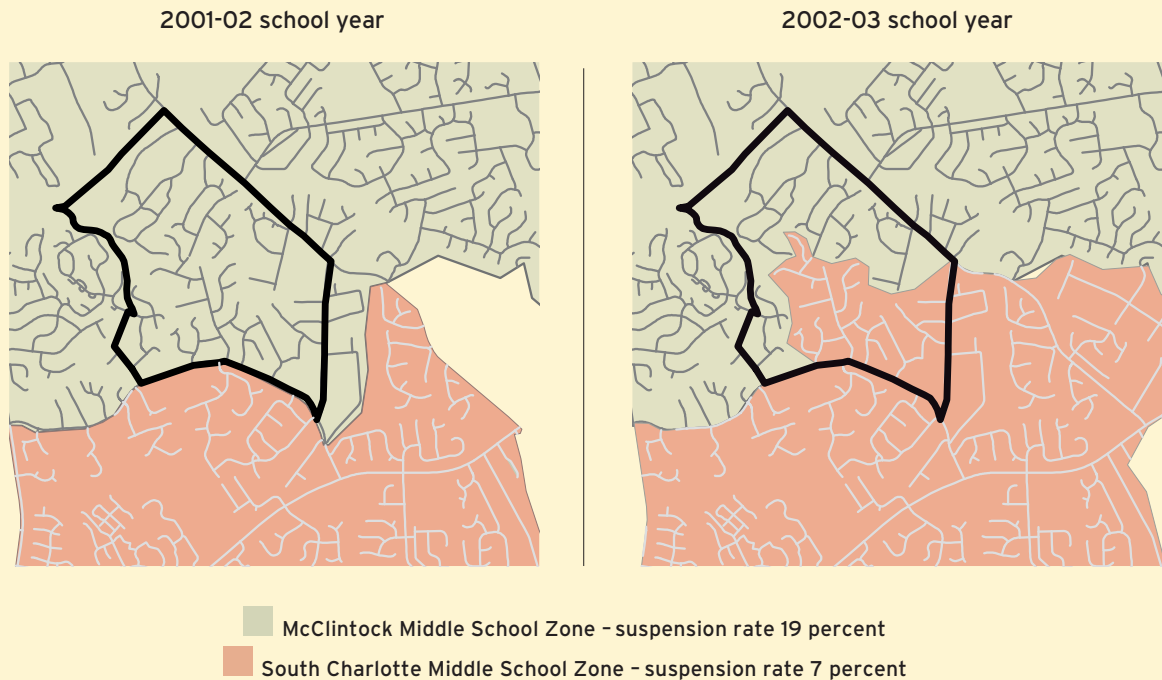 2001-02 school year
2002-03 school year
McClintock Middle School Zone – suspension rate 19 percent
South Charlotte Middle School Zone – suspension rate 7 percent